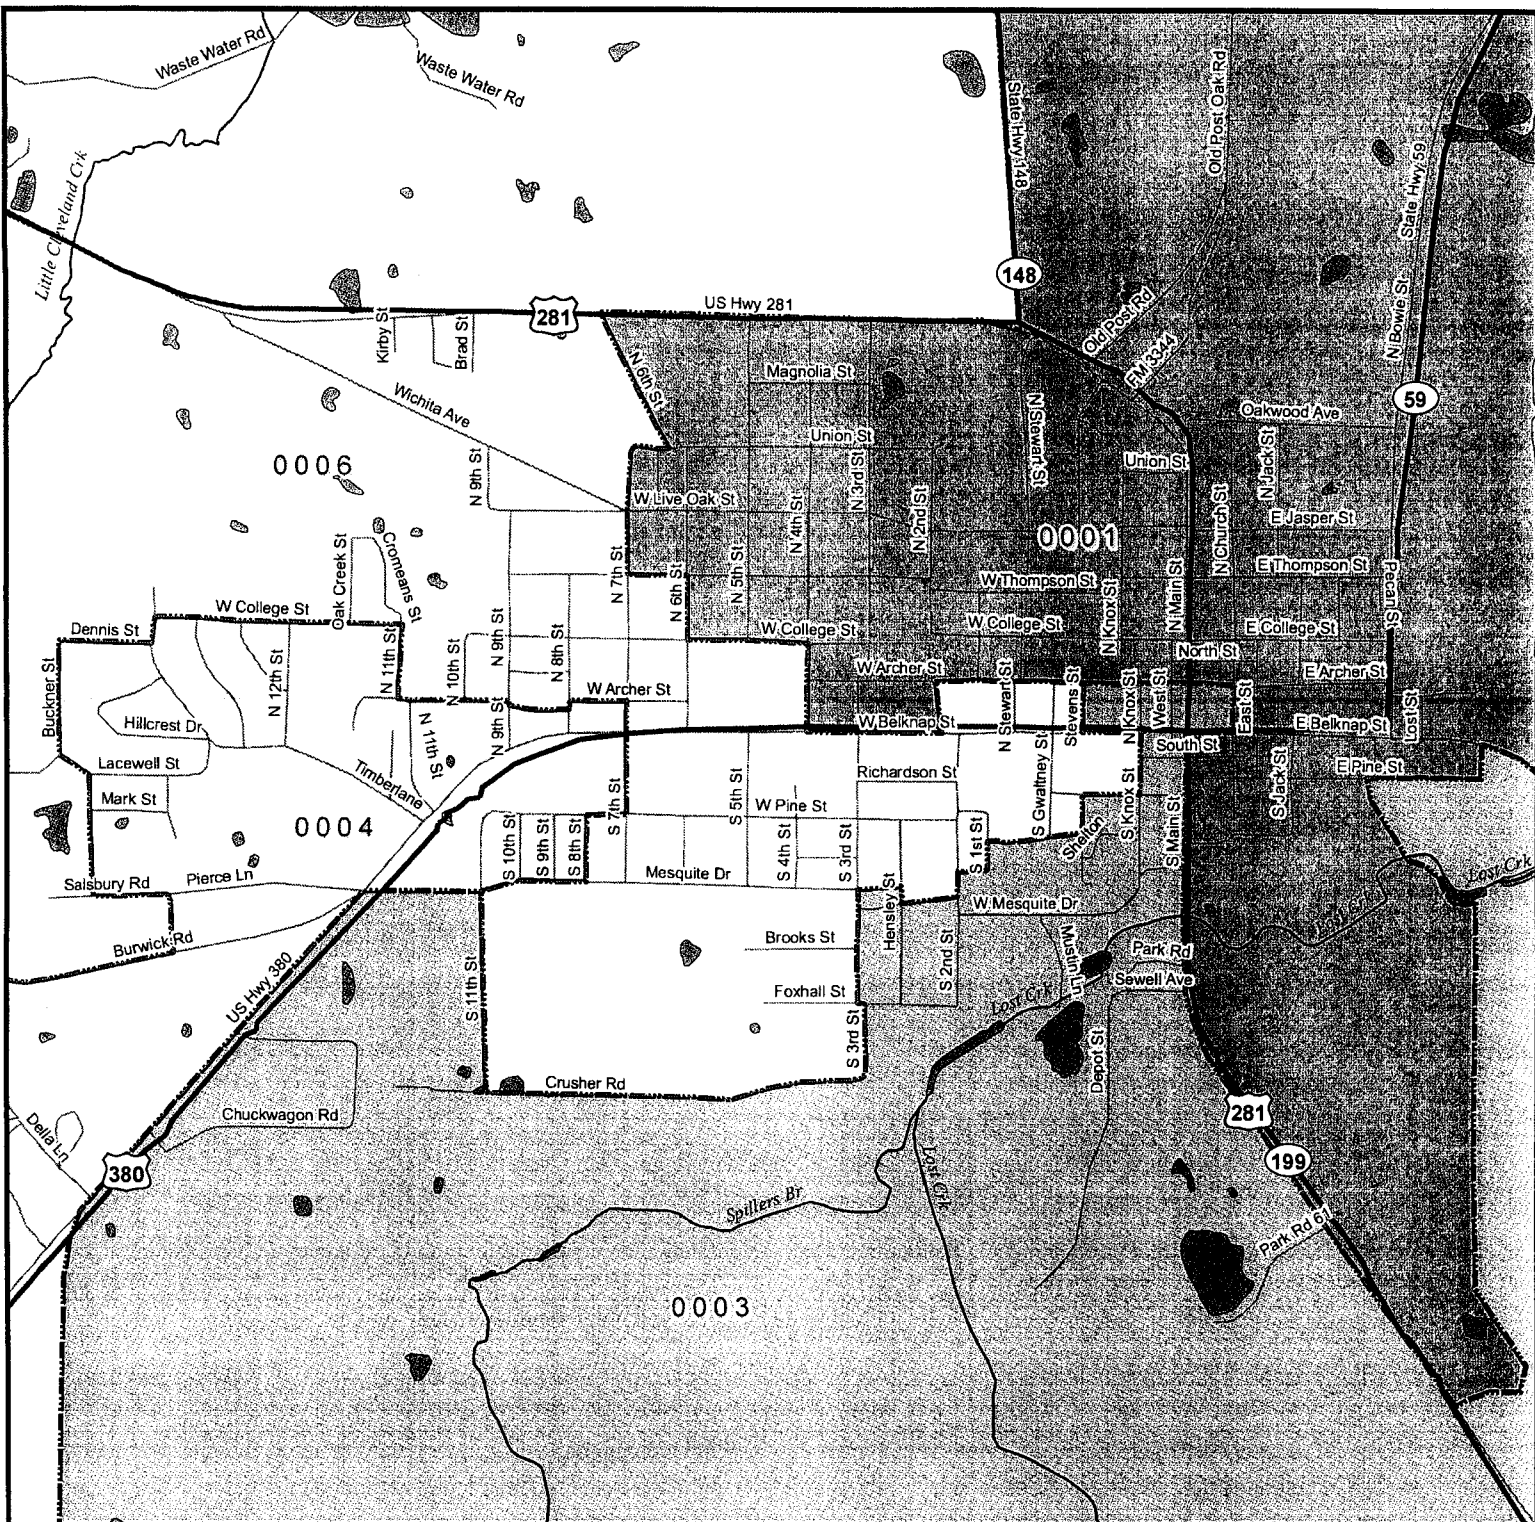 Waste Water Rd
Waste Water Rd
Old Post Oak Rd
State Hwy 148
State Hwy 59
Little Cleveland Crk
148
US Hwy 281
281
Old Post Rd
N Bowie St
Kirby St
Brad St
FM 3344
N 6th St
Magnolia St
59
Wichita Ave
N Stewart St
Oakwood Ave
Union St
N Jack St
Union St
0006
N 9th St
N 3rd St
W Live Oak St
N 4th St
N 2nd St
N Church St
E Jasper St
0001
Oak Creek St
Cromeans St
N 7th St
N 5th St
W Thompson St
E Thompson St
N 6th St
N Knox St
N Main St
Pecan St
W College St
Dennis St
W College St
W College St
E College St
N 9th St
N 8th St
North St
N 11th St
N 10th St
W Archer St
E Archer St
N 12th St
W Archer St
N Stewart St
Stevens St
N Knox St
West St
East St
Lost St
Buckner St
Hillcrest Dr
N 11th St
N 9th St
W Belknap St
E Belknap St
South St
Lacewell St
Timberlane
Richardson St
S Gwaltney St
E Pine St
Mark St
S 5th St
W Pine St
S Jack St
0004
S 10th St
S 9th St
S 8th St
S 7th St
S 4th St
S 3rd St
S 1st St
Shelton
S Knox St
S Main St
Salsbury Rd
Pierce Ln
Mesquite Dr
Lost Crk
Hensley St
W Mesquite Dr
Burwick Rd
Brooks St
S 2nd St
Mustin Ln
Park Rd
US Hwy 380
S 11th St
Foxhall St
Lost Crk
Sewell Ave
S 3rd St
Depot St
Crusher Rd
Chuckwagon Rd
281
Della Ln
380
199
Lost Crk
Spillers Br
Park Rd 61
0003